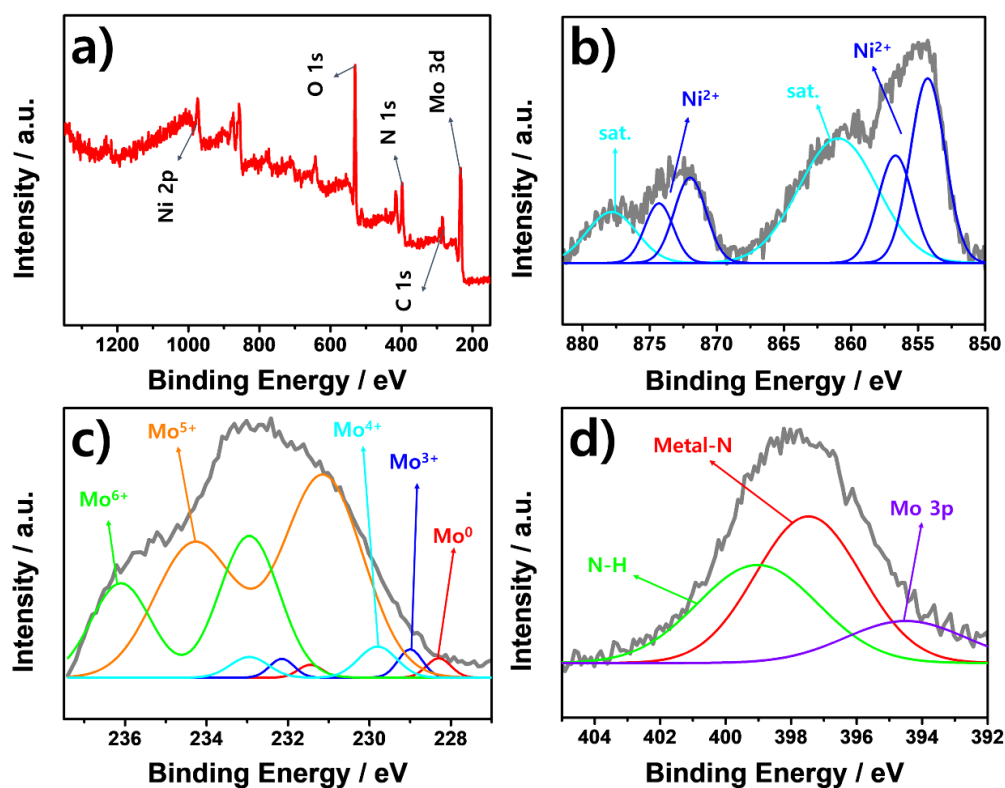 a)
O 1s
N 1s
Mo 3d
Ni 2p
C 1s
Intensity / a.u.
1200 1000 800 600 400 200
Binding Energy / eV
b)
Ni²⁺
Ni²⁺
sat.
sat.
Intensity / a.u.
880 875 870 865 860 855 850
Binding Energy / eV
c)
Mo⁵⁺
Mo⁴⁺
Mo³⁺
Mo⁶⁺
Mo⁰
Intensity / a.u.
236 234 232 230 228
Binding Energy / eV
d)
Metal-N
Mo 3p
N-H
Intensity / a.u.
404 402 400 398 396 394 392
Binding Energy / eV